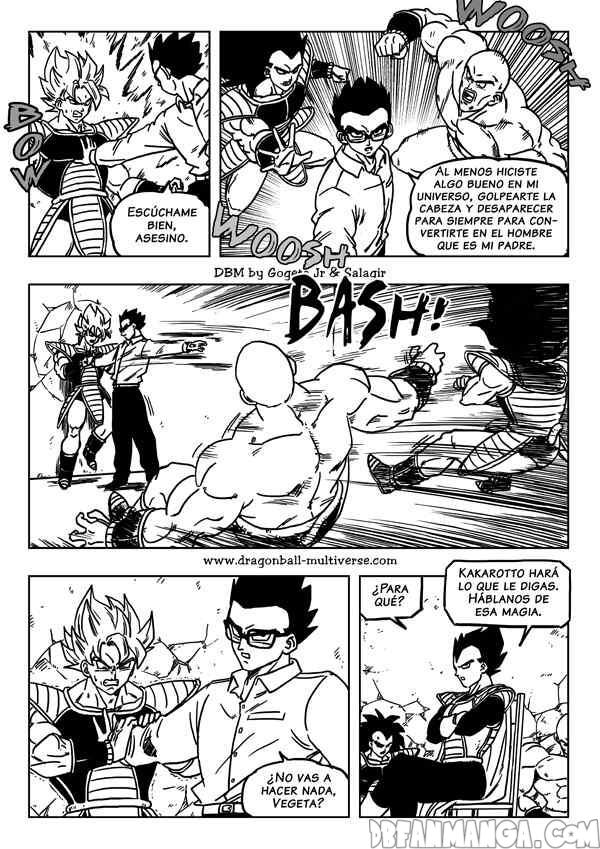 BOW
ESCÚCHAME
BIEN,
ASESINO.
WOOSH
AL MENOS HICISTE
ALGO BUENO EN MI
UNIVERSO, GOLPEARTE LA
CABEZA Y DESAPARECER
PARA SIEMPRE PARA CON-
VERTIRTE EN EL HOMBRE
QUE ES MI PADRE.
WOOSH
DBM by Gogeta Jr & Salagir
BASH!
www.dragonball-multiverse.com
¿NO VAS A
HACER NADA,
VEGETA?
¿PARA
QUÉ?
KAKAROTTO HARÁ
LO QUE LE DIGAS.
HÁBLANOS DE
ESA MAGIA.
DBFANMANGA.COM